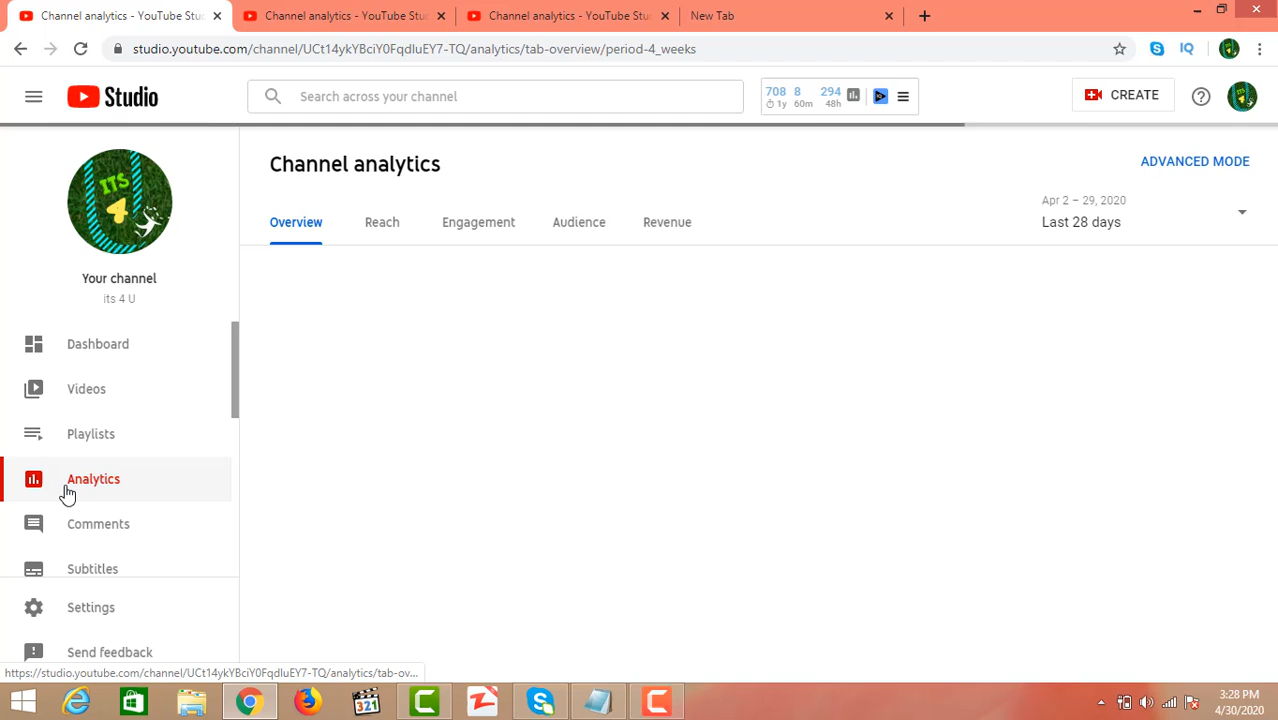 Channel analytics - YouTube Stu
Channel analytics - YouTube Stu
Channel analytics - YouTube Stu
New Tab
studio.youtube.com/channel/UCt14ykYBciY0FqdluEY7-TQ/analytics/tab-overview/period-4_weeks
IQ
Studio
Search across your channel
708 8 294
1y 60m 48h
CREATE
ITS
4
Channel analytics
ADVANCED MODE
Overview Reach Engagement Audience Revenue
Apr 2 – 29, 2020
Last 28 days
Your channel
its 4 U
Dashboard
Videos
Playlists
Analytics
Comments
Subtitles
Settings
Send feedback
https://studio.youtube.com/channel/UCt14ykYBciY0FqdluEY7-TQ/analytics/tab-ov...
321
3:28 PM
4/30/2020